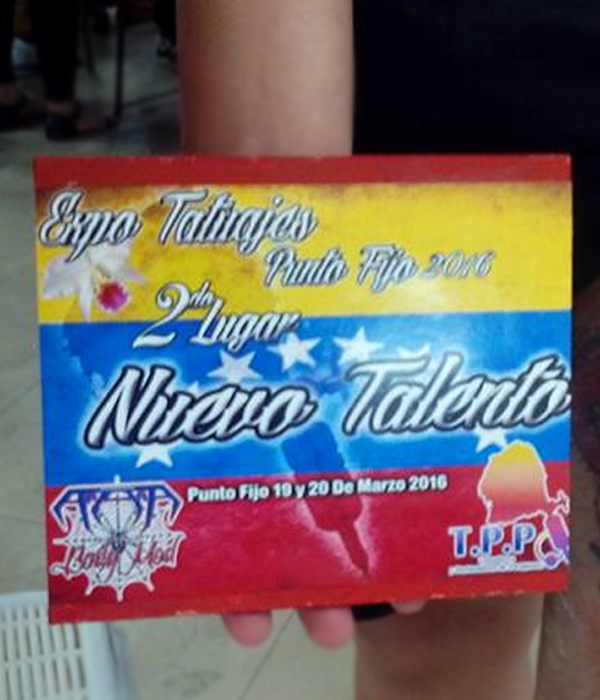 Expo Tatuajes
Punto Fijo 2016
2do Lugar
Nuevo Talento
Punto Fijo 19 y 20 De Marzo 2016
Body Mod
T.P.P